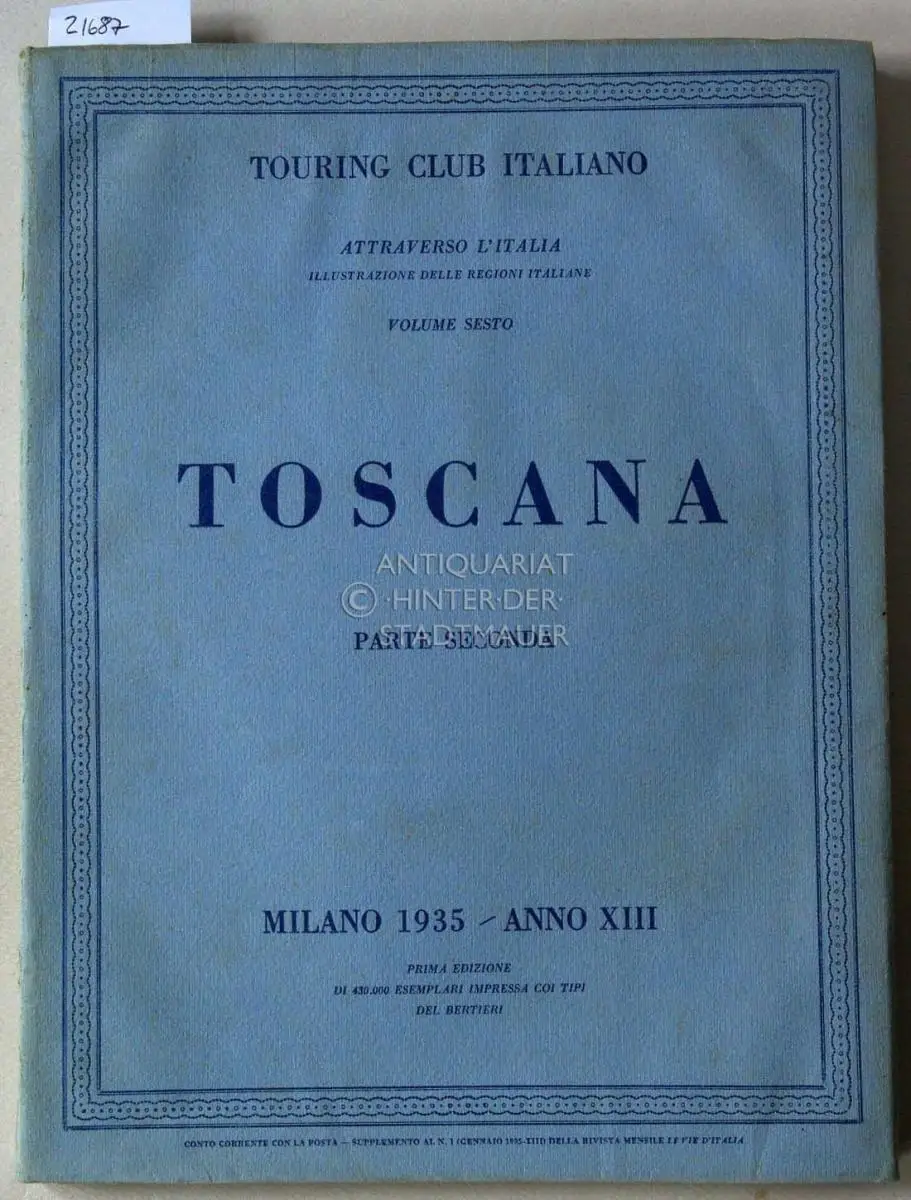 21687
TOURING CLUB ITALIANO
ATTRAVERSO L'ITALIA
ILLUSTRAZIONE DELLE REGIONI ITALIANE
VOLUME SESTO
TOSCANA
ANTIQUARIAT
© ·HINTER·DER·
STADTMAUER
PARTE SECONDA
MILANO 1935 - ANNO XIII
PRIMA EDIZIONE
DI 430.000 ESEMPLARI IMPRESSA COI TIPI
DEL BERTIERI
CONTO CORRENTE CON LA POSTA — SUPPLEMENTO AL N. 1 (GENNAIO 1935-XIII) DELLA RIVISTA MENSILE LE VIE D'ITALIA